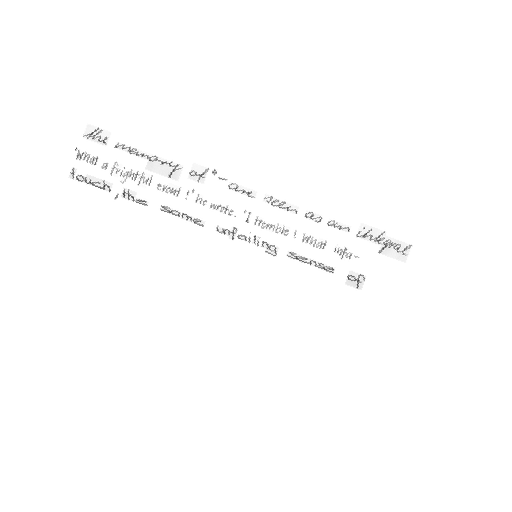 the memory of "- are seen as an integral
'What a frightful event!' he wrote. 'I tremble! What infa-
touch, the same unfailing sense of